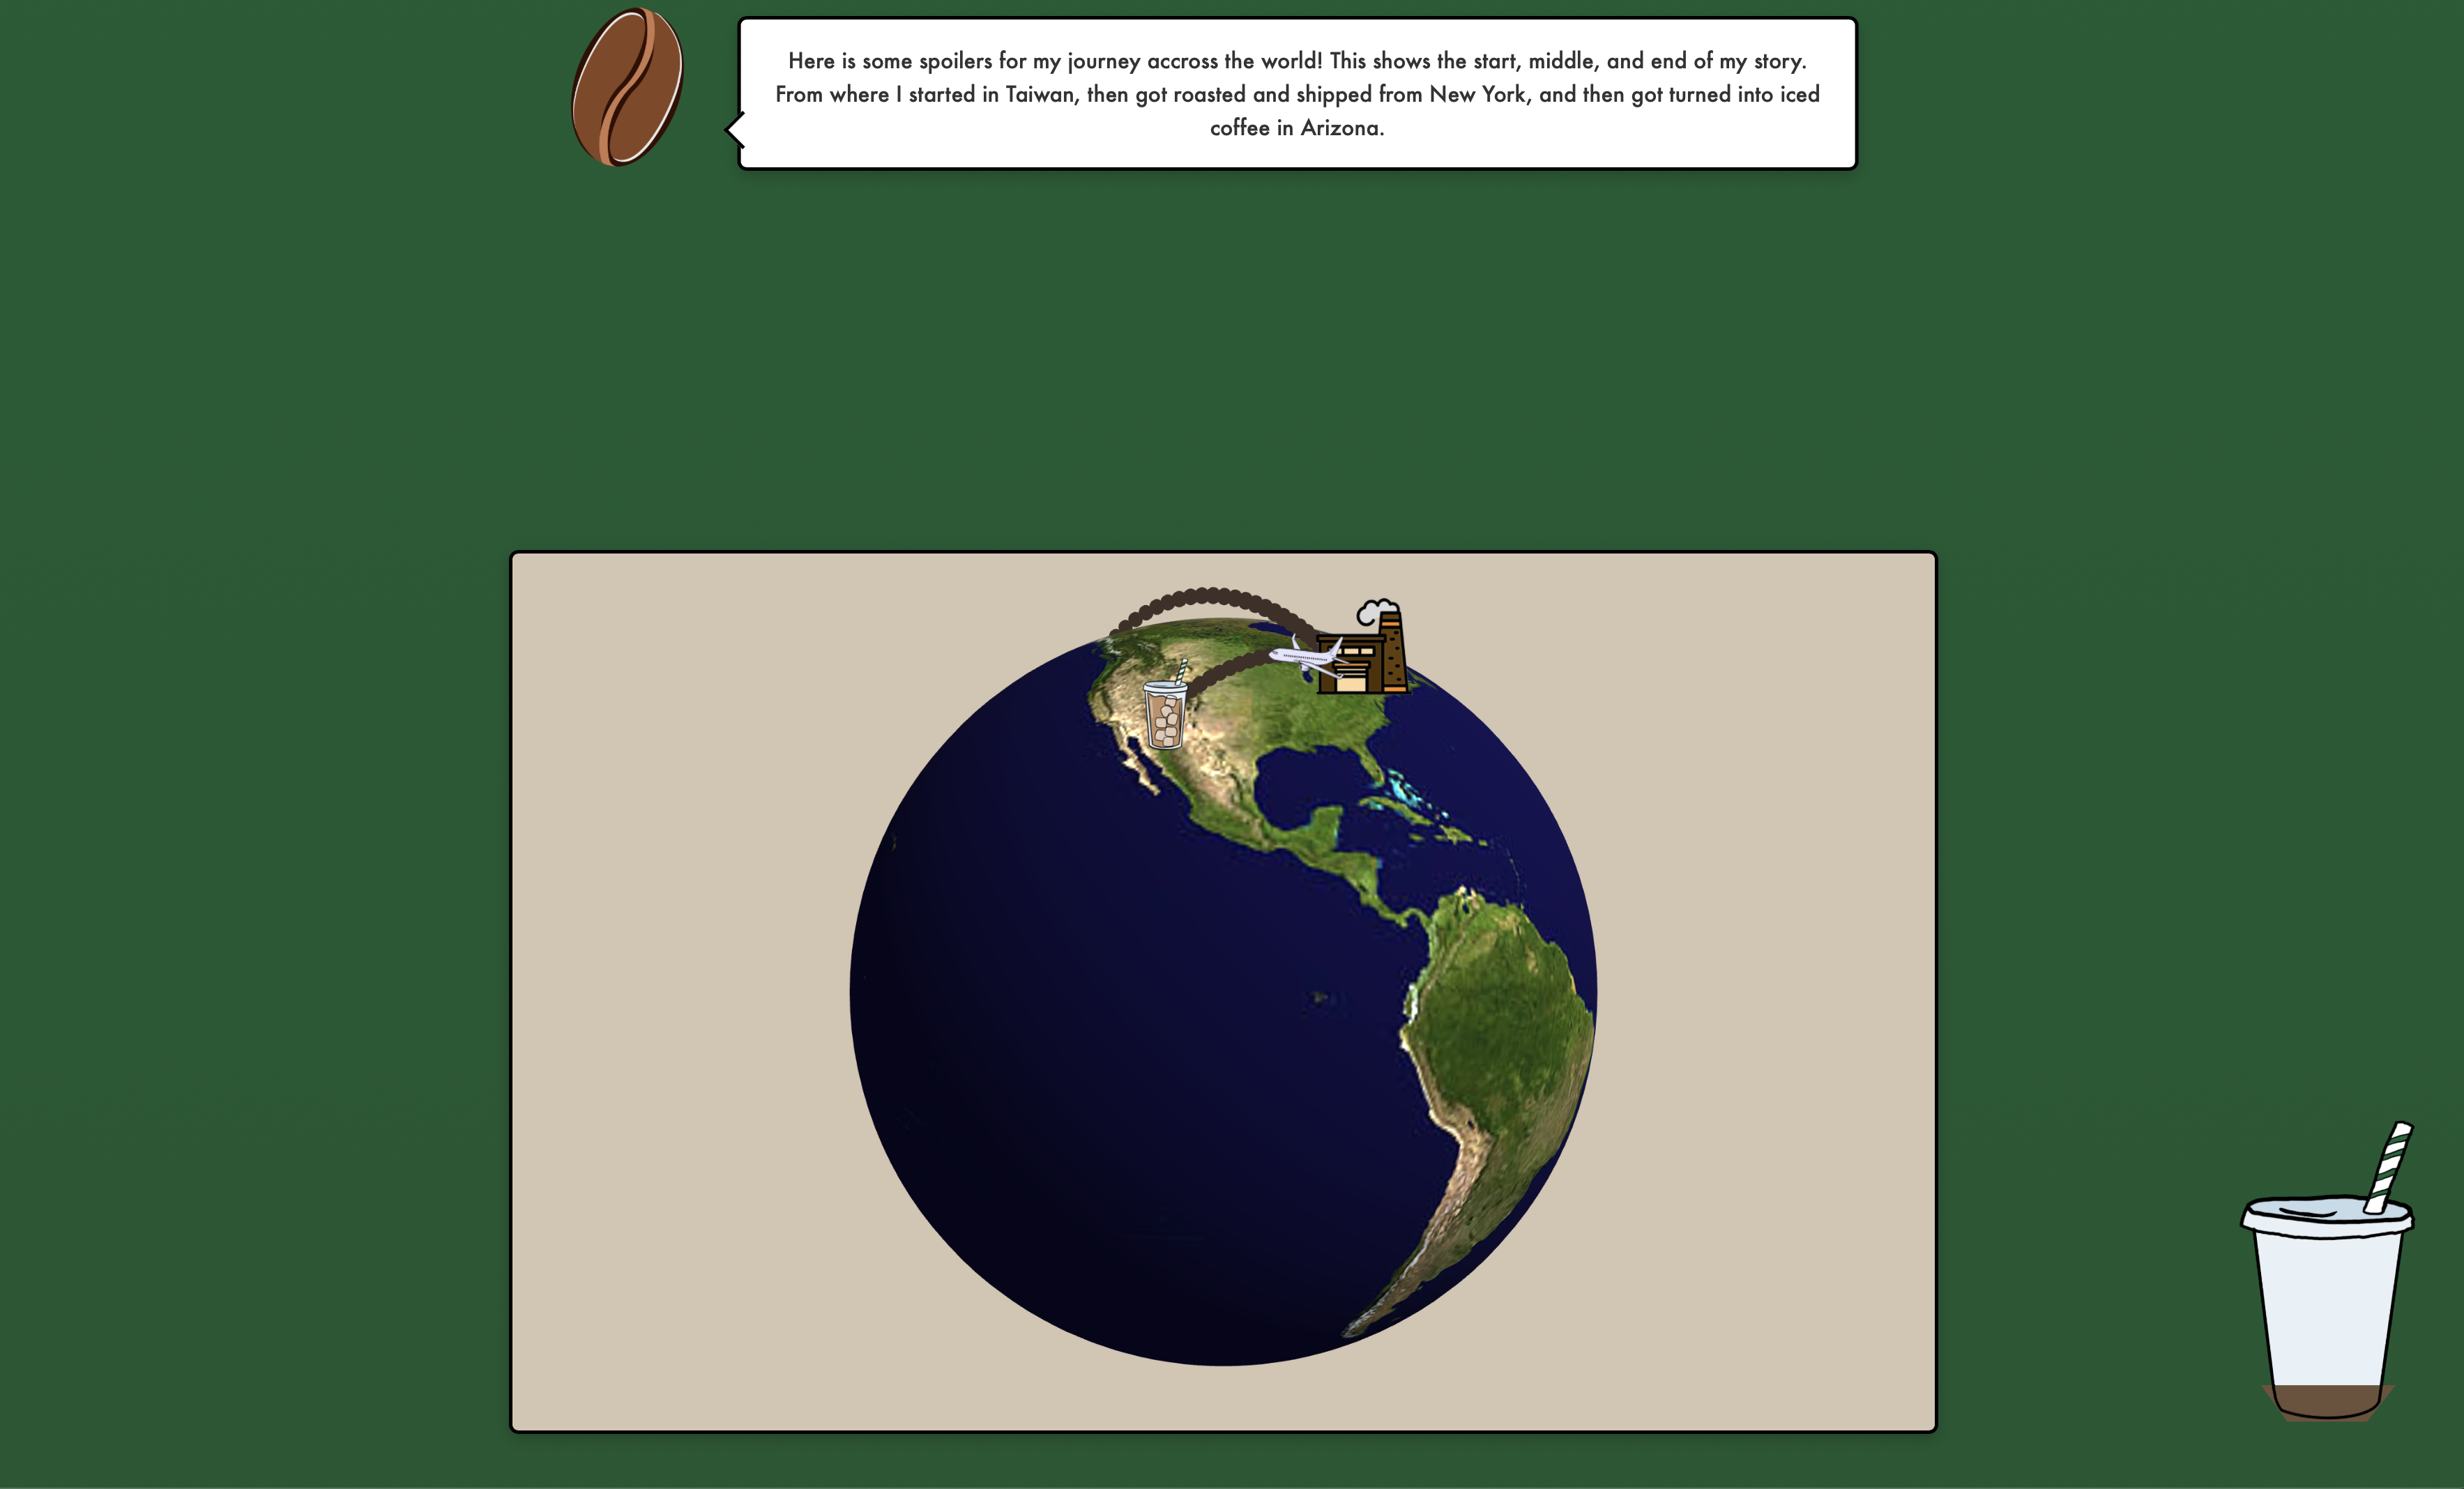 Here is some spoilers for my journey accross the world! This shows the start, middle, and end of my story.
From where I started in Taiwan, then got roasted and shipped from New York, and then got turned into iced
coffee in Arizona.